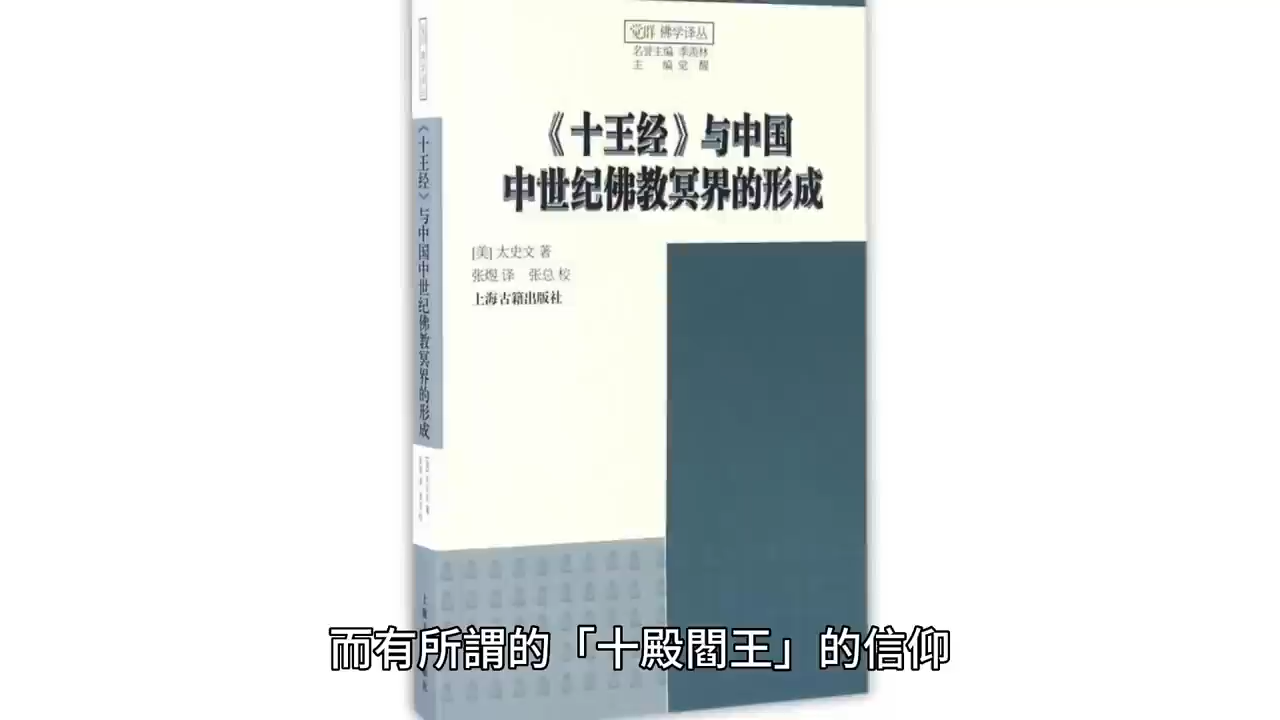 觉群 佛学译丛
名誉主编 季羡林
主 编 觉 醒
《十王经》与中国
中世纪佛教冥界的形成
[美] 太史文 著
张煜 译 张总 校
上海古籍出版社
《十王经》与中国中世纪佛教冥界的形成
而有所謂的「十殿閻王」的信仰